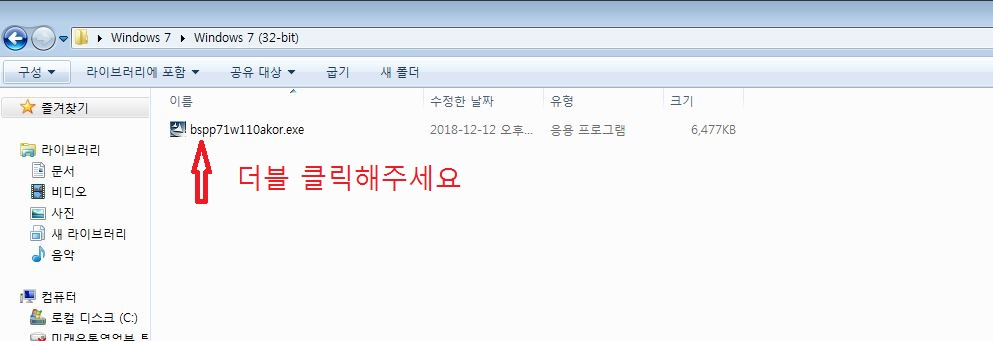 Windows 7 Windows 7 (32-bit)
구성 라이브러리에 포함 공유 대상 굽기 새 폴더
즐겨찾기
이름 수정한 날짜 유형 크기
bspp71w110akor.exe 2018-12-12 오후... 응용 프로그램 6,477KB
더블 클릭해주세요
라이브러리
문서
비디오
사진
새 라이브러리
음악
컴퓨터
로컬 디스크 (C:)